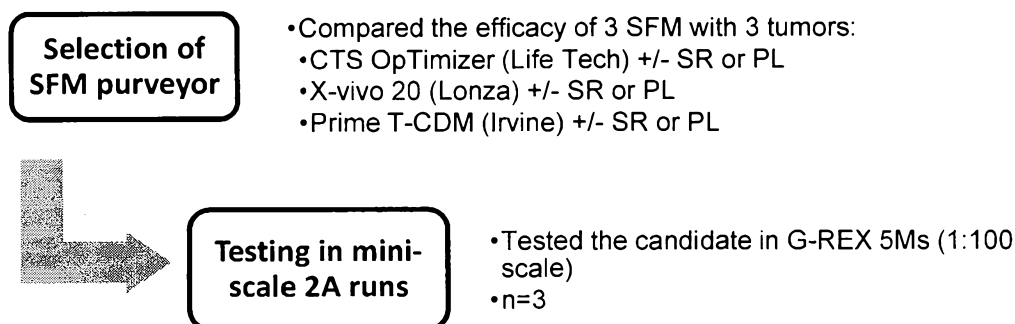 Selection of
SFM purveyor
•Compared the efficacy of 3 SFM with 3 tumors:
•CTS OpTimizer (Life Tech) +/- SR or PL
•X-vivo 20 (Lonza) +/- SR or PL
•Prime T-CDM (Irvine) +/- SR or PL
Testing in mini-
scale 2A runs
•Tested the candidate in G-REX 5Ms (1:100
scale)
•n=3